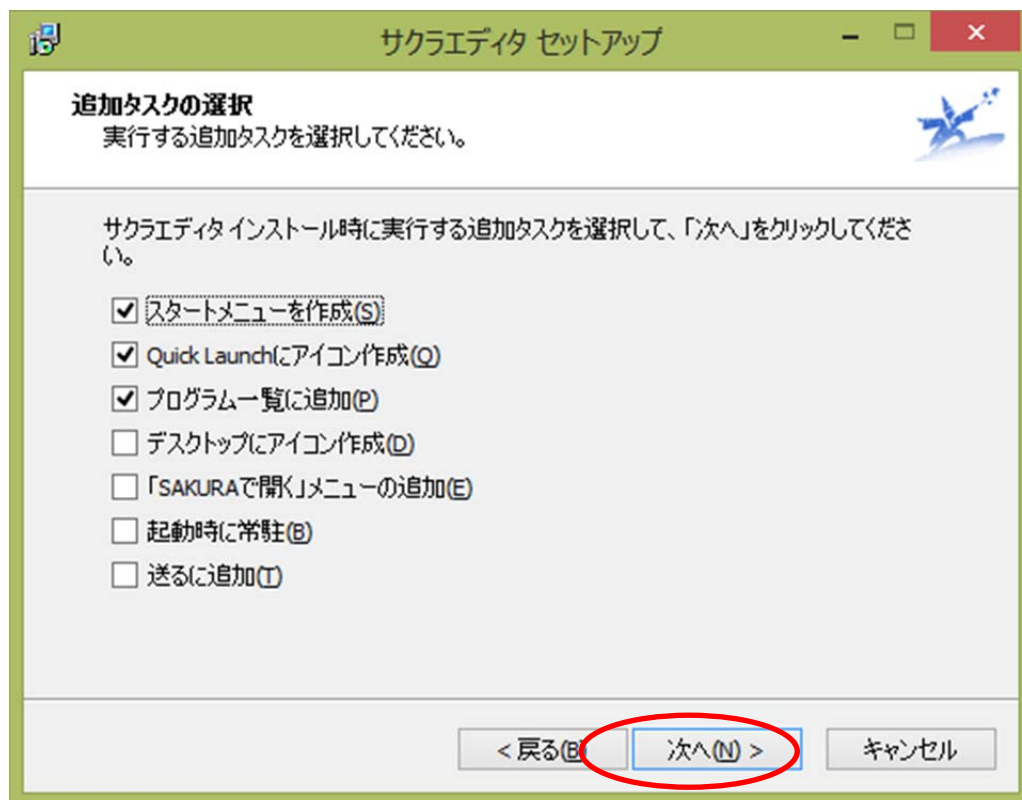 サクラエディタ セットアップ
追加タスクの選択
実行する追加タスクを選択してください。
サクラエディタ インストール時に実行する追加タスクを選択して、「次へ」をクリックしてくださ
い。
スタートメニューを作成(S)
Quick Launchにアイコン作成(Q)
プログラム一覧に追加(P)
デスクトップにアイコン作成(D)
「SAKURAで開く」メニューの追加(E)
起動時に常駐(B)
送るに追加(T)
< 戻る(B) 次へ(N) > キャンセル